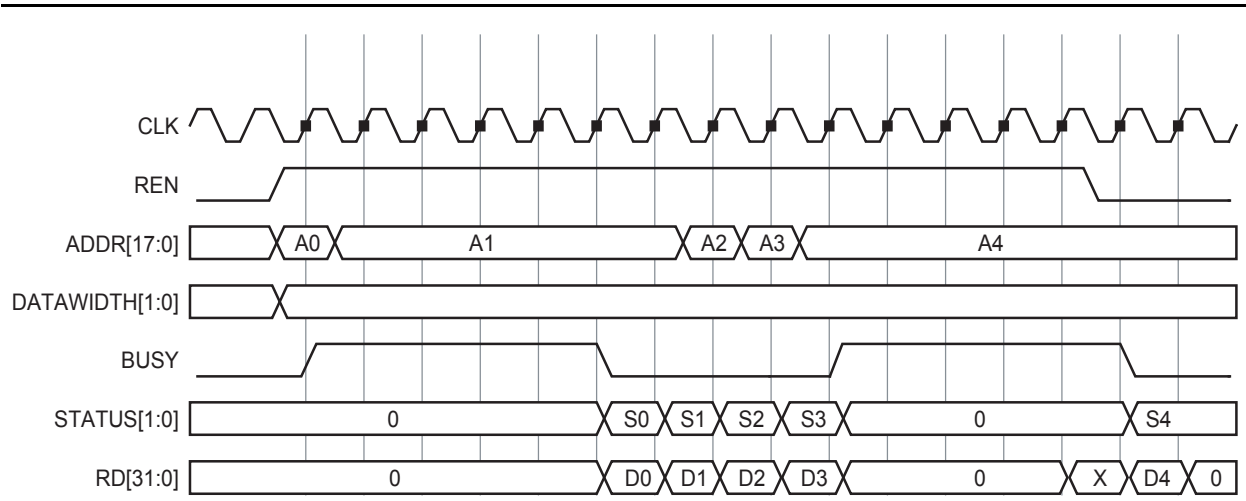 CLK
REN
ADDR[17:0] A0 A1 A2 A3 A4
DATAWIDTH[1:0]
BUSY
STATUS[1:0] 0 S0 S1 S2 S3 0 S4
RD[31:0] 0 D0 D1 D2 D3 0 X D4 0